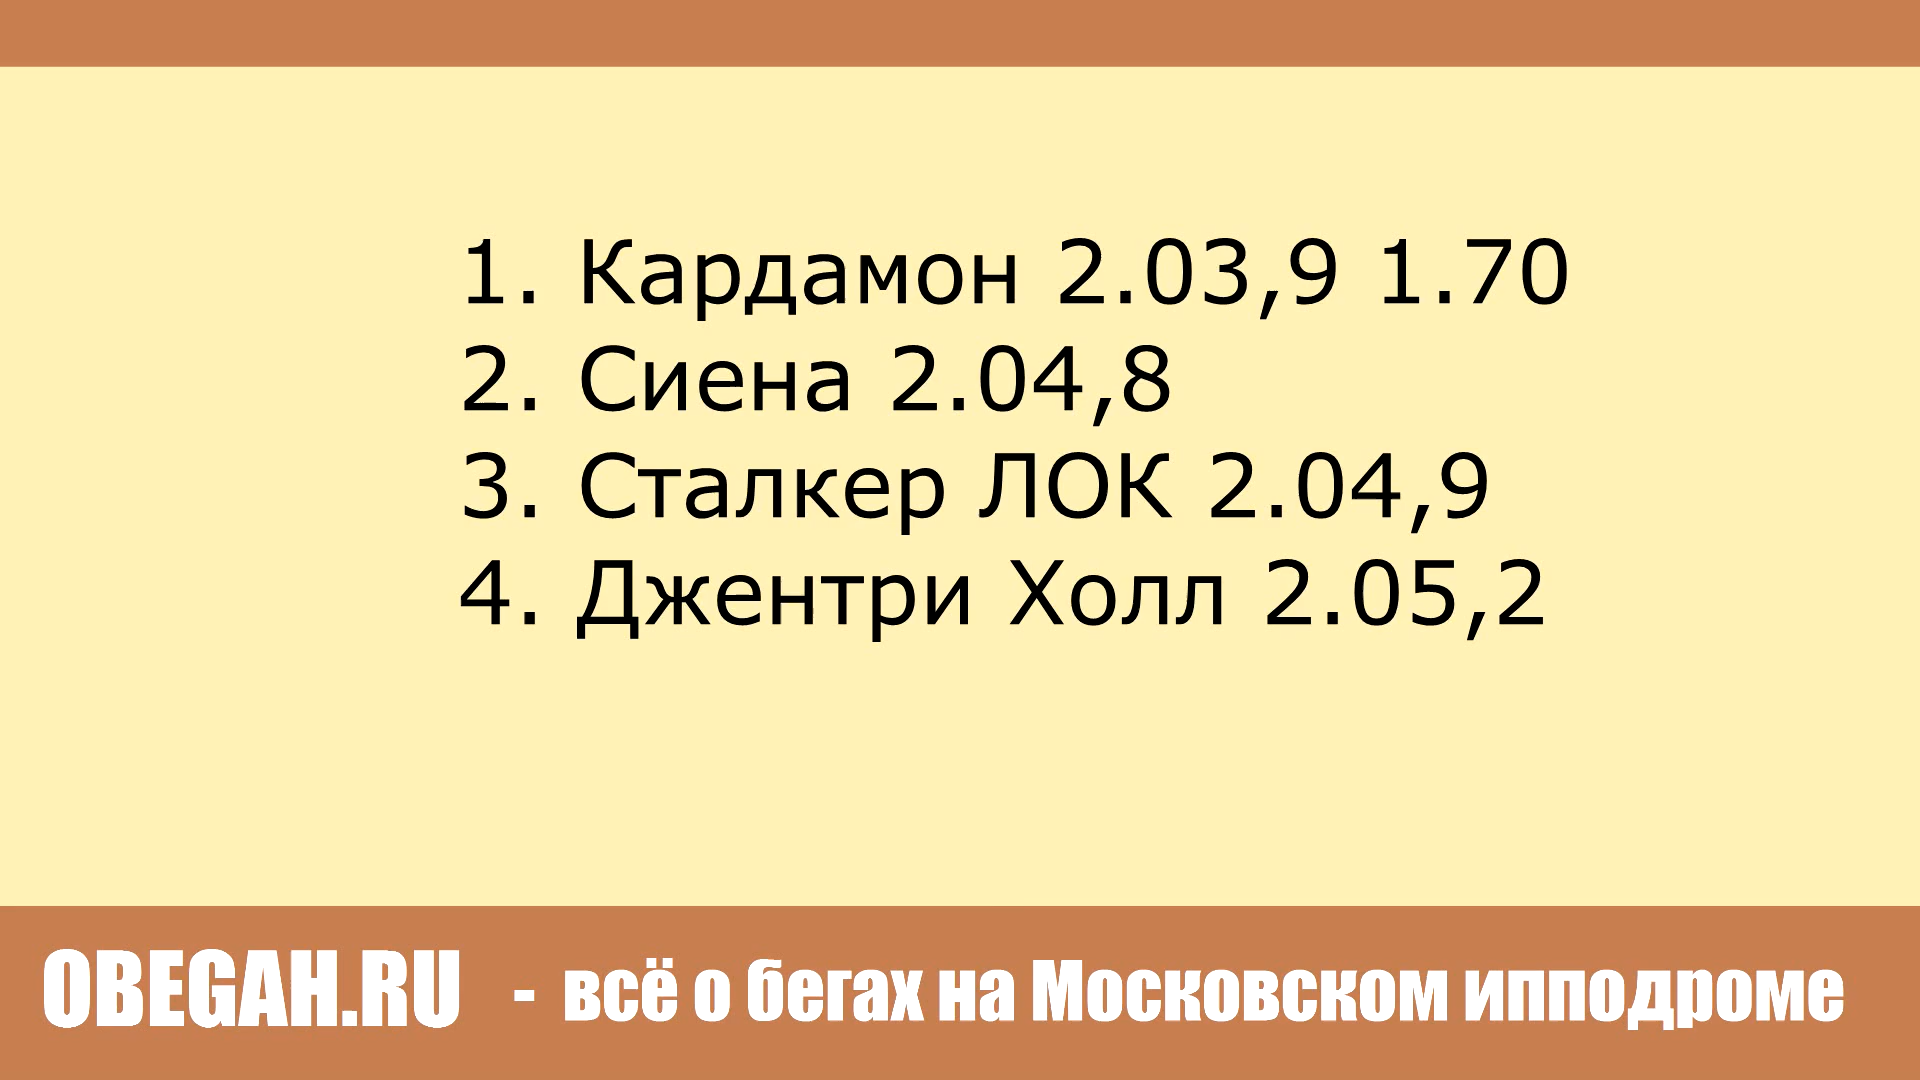 1. Кардамон 2.03,9 1.70
2. Сиена 2.04,8
3. Сталкер ЛОК 2.04,9
4. Джентри Холл 2.05,2
OBEGAH.RU - всё о бегах на Московском ипподроме